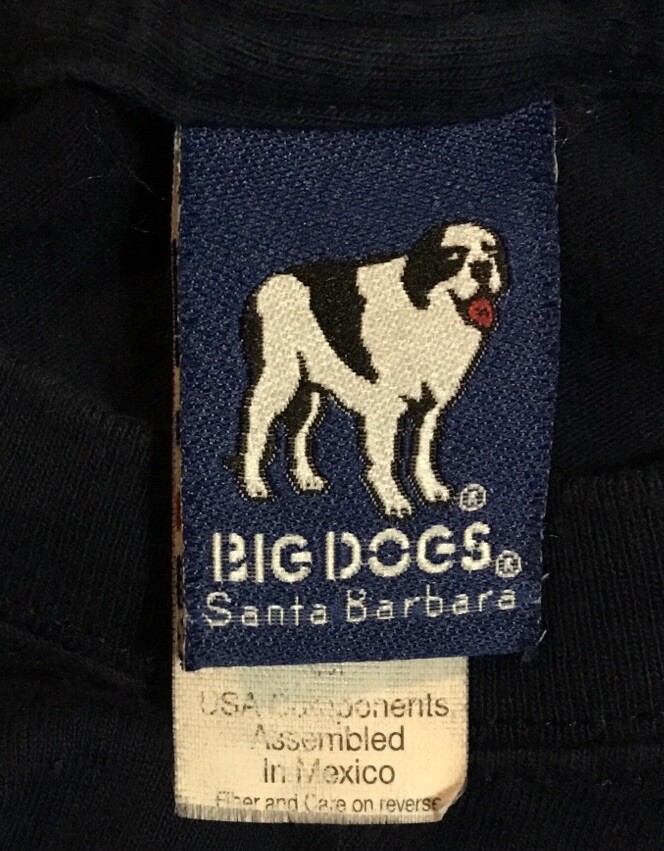 ®
BIG DOGS®
Santa Barbara
USA Components
Assembled
In Mexico
Fiber and Care on reverse